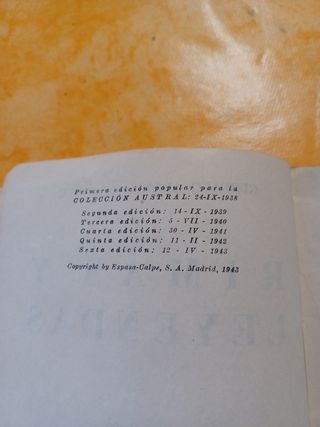 Primera edición popular para la
COLECCIÓN AUSTRAL: 24-IX-1938
Segunda edición: 14 - IX - 1939
Tercera edición: 5 - VII - 1940
Cuarta edición: 30 - IV - 1941
Quinta edición: 11 - II - 1942
Sexta edición: 12 - IV - 1943
Copyright by Espasa-Calpe, S. A. Madrid, 1943